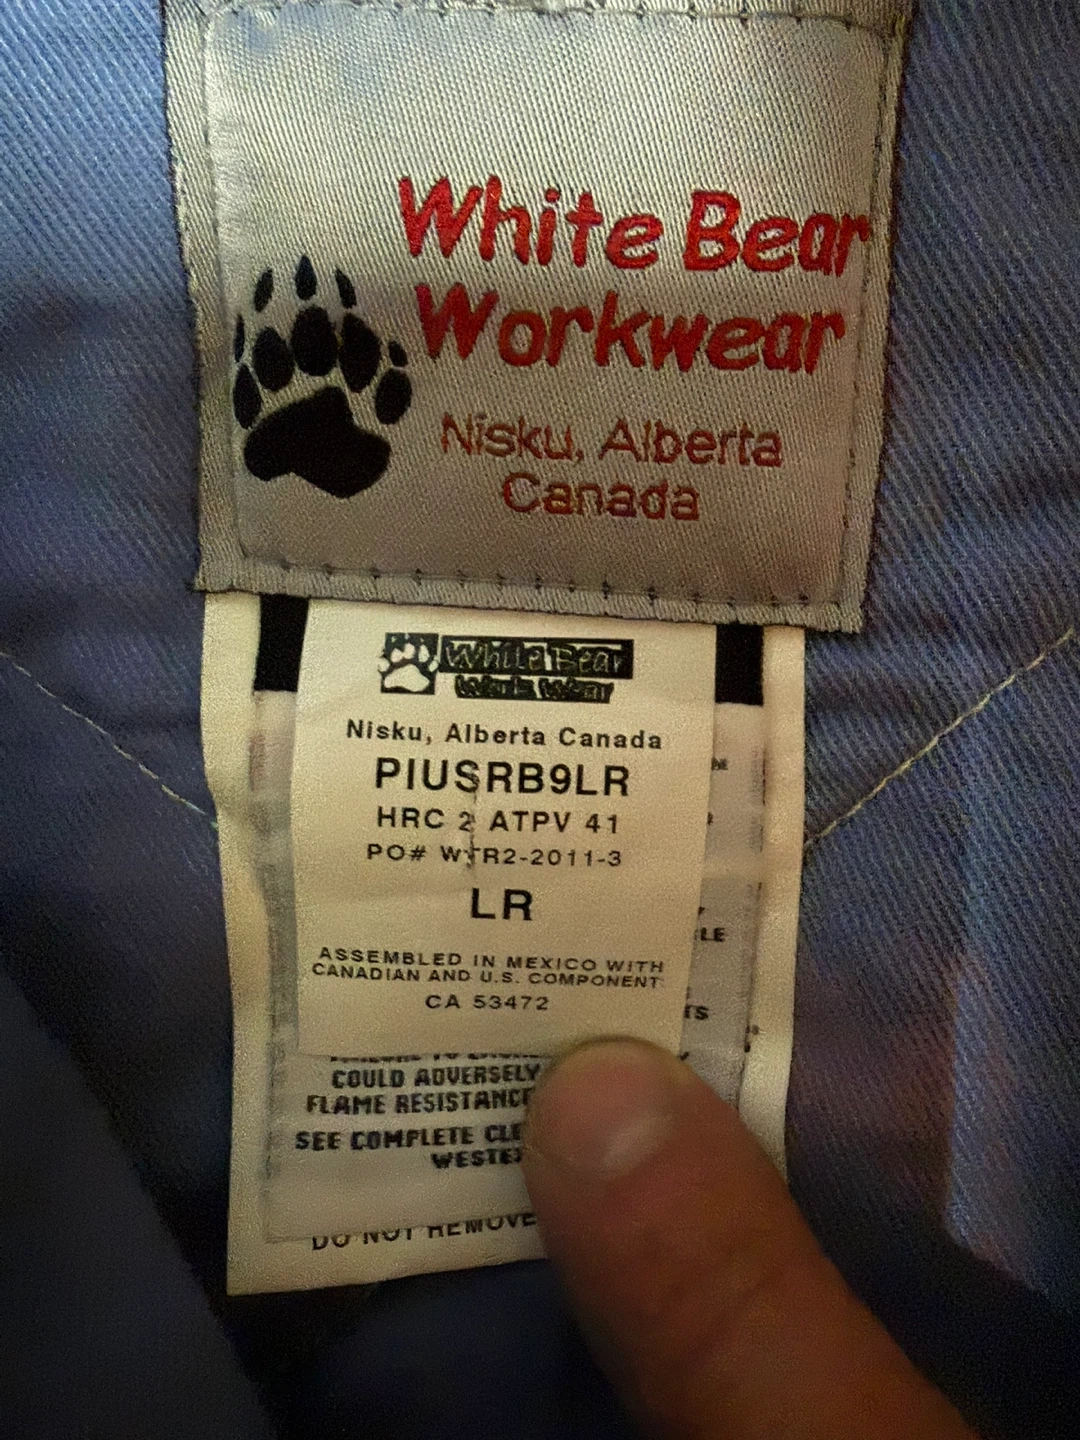 White Bear
Workwear
Nisku, Alberta
Canada
White Bear
Work Wear
Nisku, Alberta Canada
PIUSRB9LR
HRC 2 ATPV 41
PO# WTR2-2011-3
LR
ASSEMBLED IN MEXICO WITH
CANADIAN AND U.S. COMPONENT
CA 53472
COULD ADVERSELY
FLAME RESISTANCE
SEE COMPLETE CLE
WESTE
DO NOT REMOVE